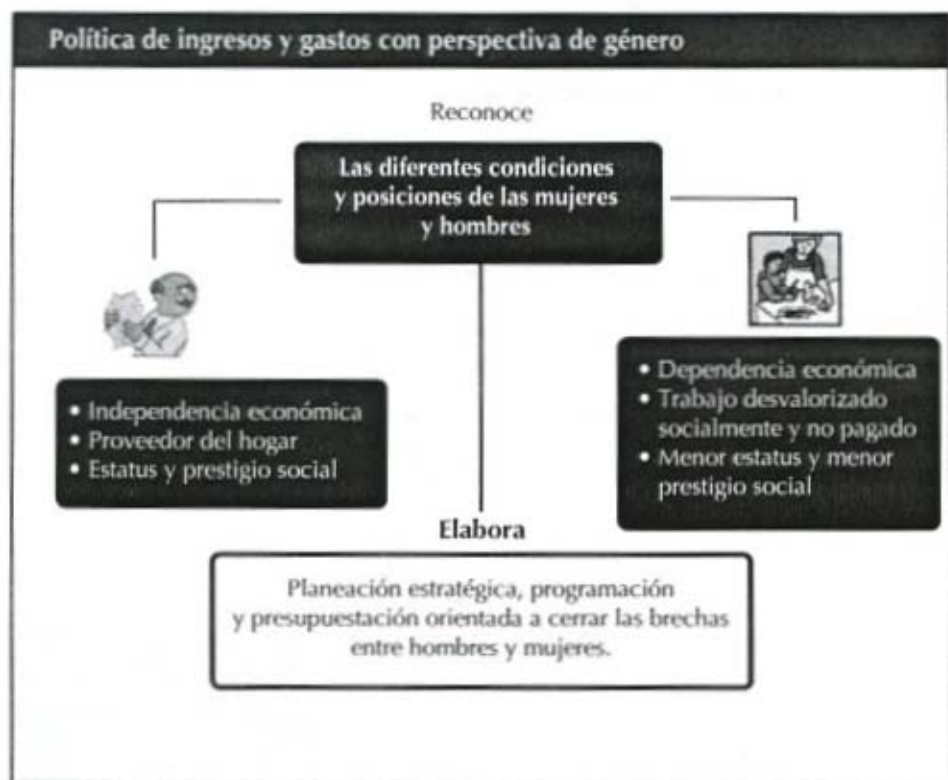 Política de ingresos y gastos con perspectiva de género
Reconoce
Las diferentes condiciones
y posiciones de las mujeres
y hombres
• Independencia económica
• Proveedor del hogar
• Estatus y prestigio social
• Dependencia económica
• Trabajo desvalorizado
socialmente y no pagado
• Menor estatus y menor
prestigio social
Elabora
Planeación estratégica, programación
y presupuestación orientada a cerrar las brechas
entre hombres y mujeres.